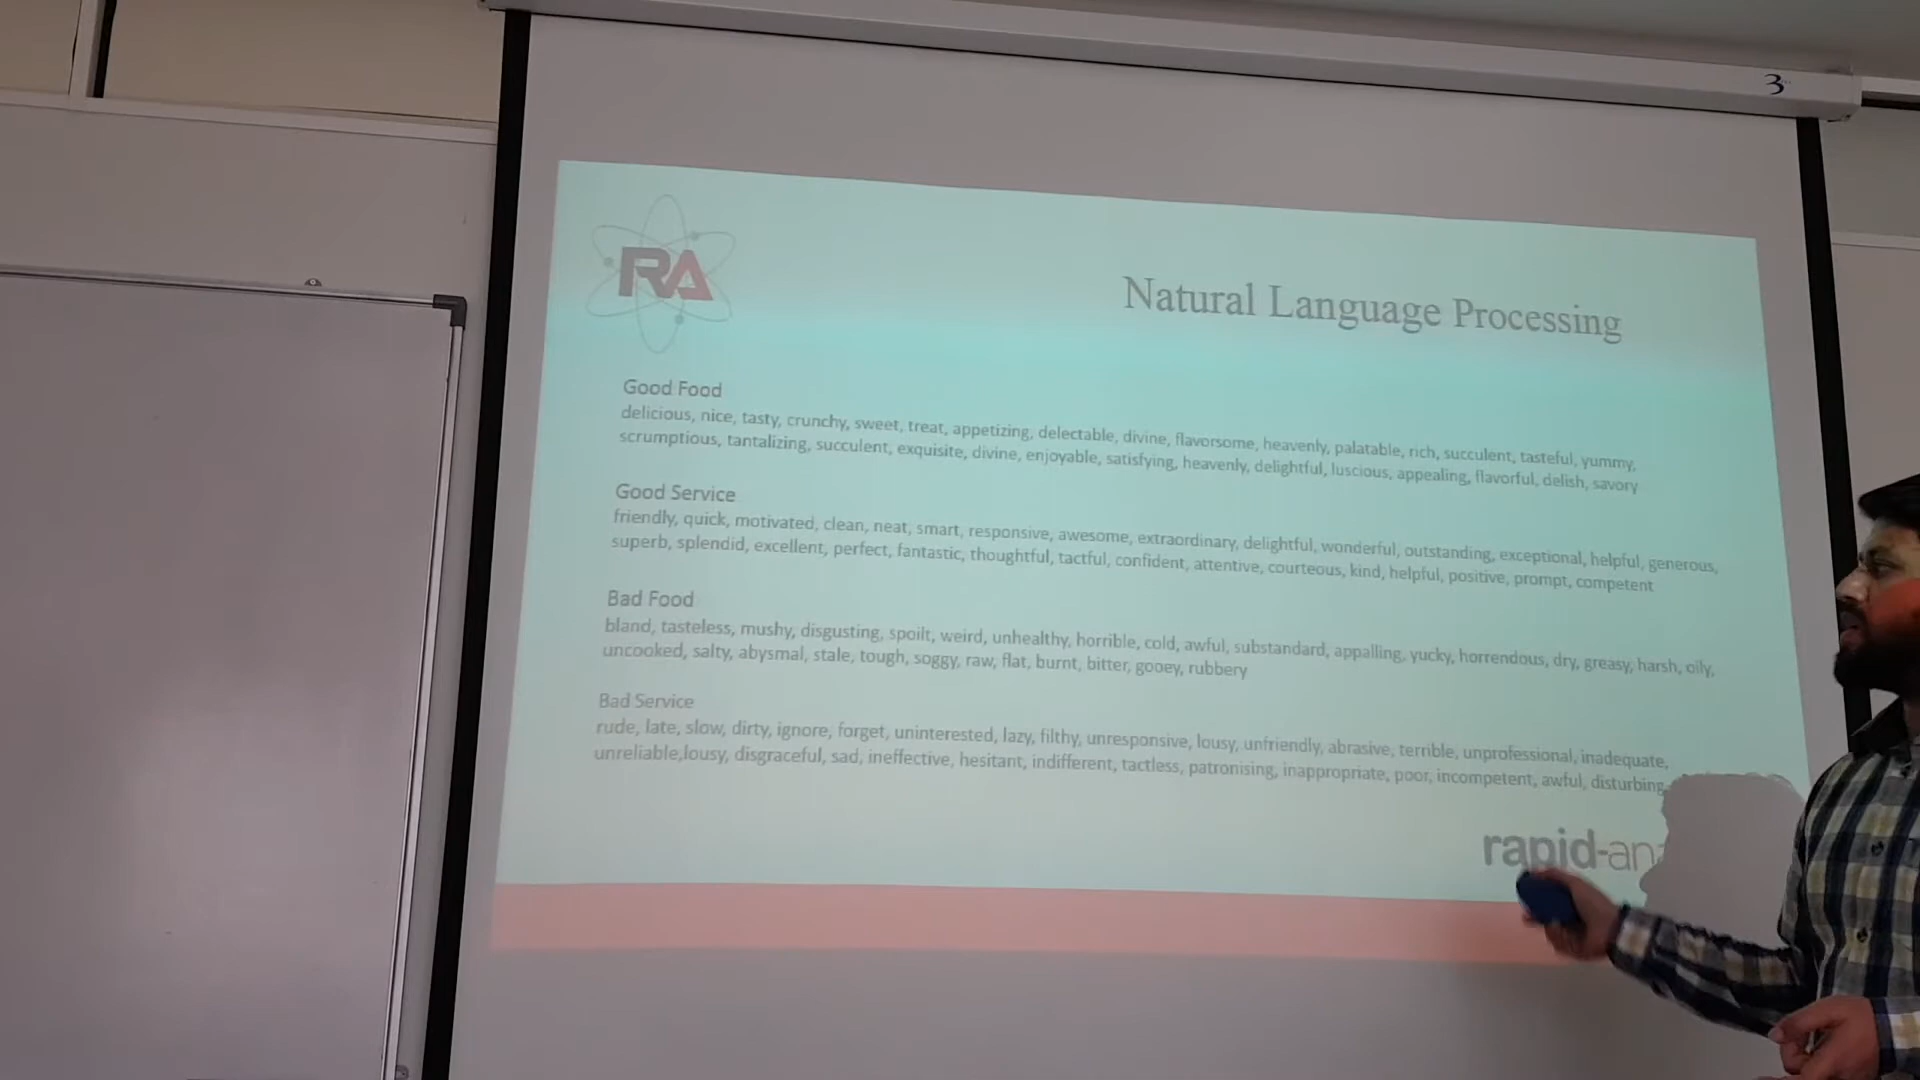 3
RA
Natural Language Processing
Good Food
delicious, nice, tasty, crunchy, sweet, treat, appetizing, delectable, divine, flavorsome, heavenly, palatable, rich, succulent, tasteful, yummy,
scrumptious, tantalizing, succulent, exquisite, divine, enjoyable, satisfying, heavenly, delightful, luscious, appealing, flavorful, delish, savory
Good Service
friendly, quick, motivated, clean, neat, smart, responsive, awesome, extraordinary, delightful, wonderful, outstanding, exceptional, helpful, generous,
superb, splendid, excellent, perfect, fantastic, thoughtful, tactful, confident, attentive, courteous, kind, helpful, positive, prompt, competent
Bad Food
bland, tasteless, mushy, disgusting, spoilt, weird, unhealthy, horrible, cold, awful, substandard, appalling, yucky, horrendous, dry, greasy, harsh, oily,
uncooked, salty, abysmal, stale, tough, soggy, raw, flat, burnt, bitter, gooey, rubbery
Bad Service
rude, late, slow, dirty, ignore, forget, uninterested, lazy, filthy, unresponsive, lousy, unfriendly, abrasive, terrible, unprofessional, inadequate,
unreliable,lousy, disgraceful, sad, ineffective, hesitant, indifferent, tactless, patronising, inappropriate, poor, incompetent, awful, disturbing
rapid-ana